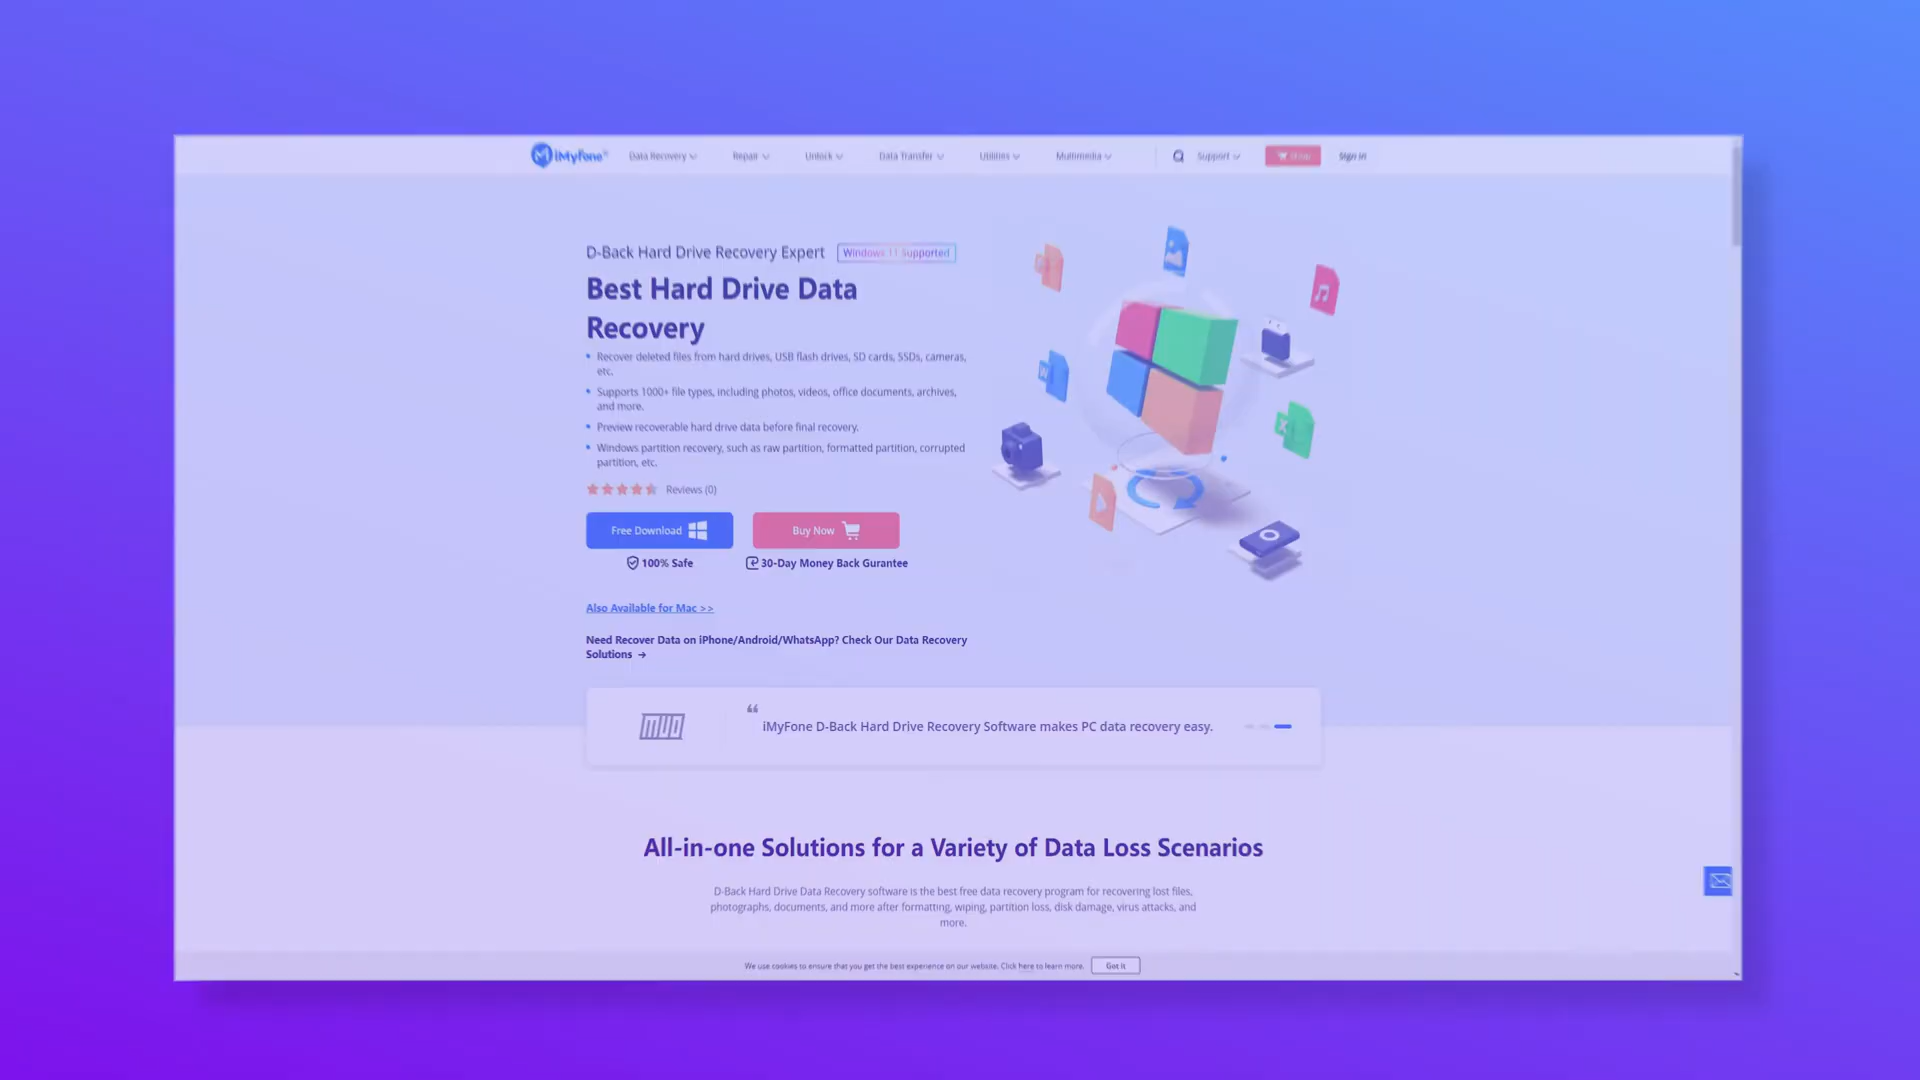 iMyFone®
Data Recovery
Repair
Unlock
Data Transfer
Utilities
Multimedia
Support
Sign in
D-Back Hard Drive Recovery Expert
Windows 11 Supported
Best Hard Drive Data
Recovery
Recover deleted files from hard drives, USB flash drives, SD cards, SSDs, cameras,
etc.
Supports 1000+ file types, including photos, videos, office documents, archives,
and more.
Preview recoverable hard drive data before final recovery.
Windows partition recovery, such as raw partition, formatted partition, corrupted
partition, etc.
Reviews (0)
Free Download
Buy Now
100% Safe
30-Day Money Back Gurantee
Also Available for Mac >>
Need Recover Data on iPhone/Android/WhatsApp? Check Our Data Recovery
Solutions →
W
X
muo
“ iMyFone D-Back Hard Drive Recovery Software makes PC data recovery easy.
All-in-one Solutions for a Variety of Data Loss Scenarios
D-Back Hard Drive Data Recovery software is the best free data recovery program for recovering lost files,
photographs, documents, and more after formatting, wiping, partition loss, disk damage, virus attacks, and
more.
We use cookies to ensure that you get the best experience on our website. Click here to learn more.
Got it